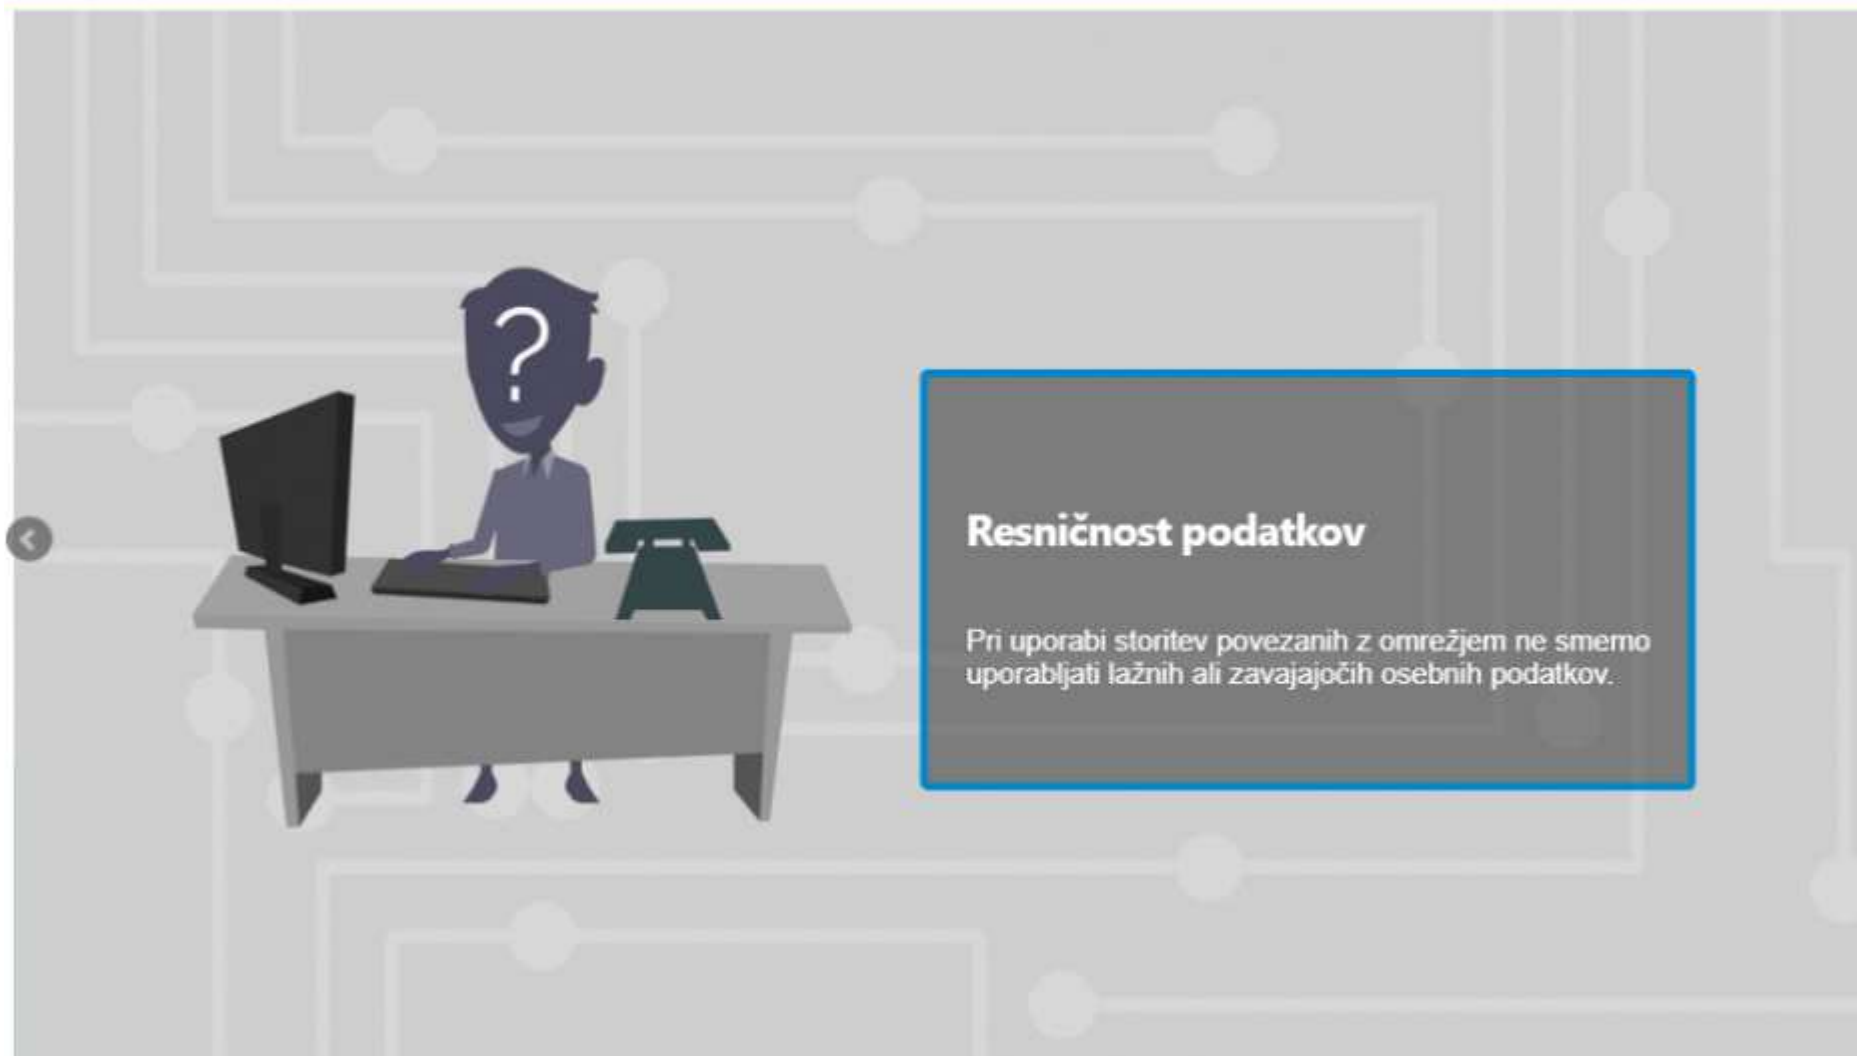 ?
Resničnost podatkov
Pri uporabi storitev povezanih z omrežjem ne smemo
uporabljati lažnih ali zavajajočih osebnih podatkov.